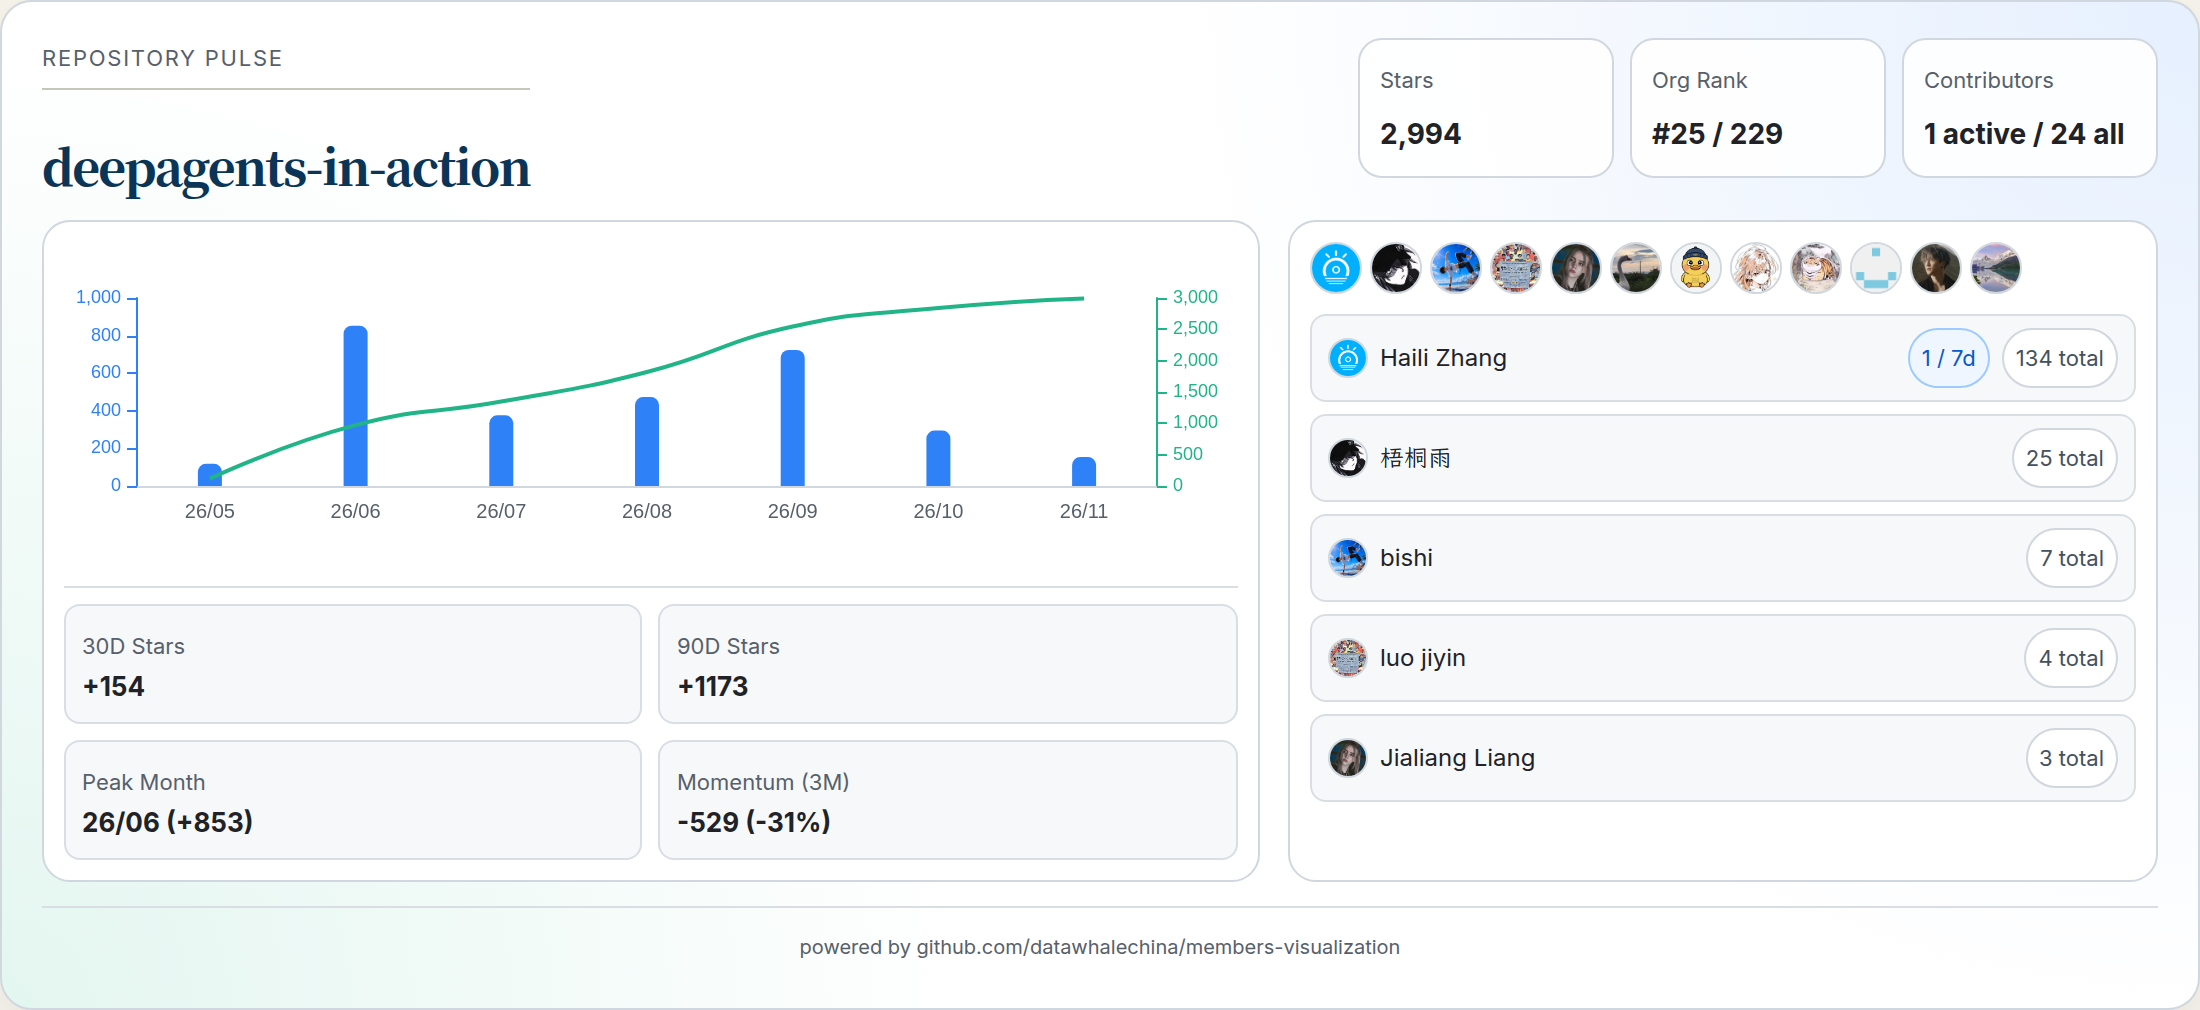 REPOSITORY PULSE
deepagents-in-action
Stars
2,994
Org Rank
#25 / 229
Contributors
1 active / 24 all
1,000
800
600
400
200
0
3,000
2,500
2,000
1,500
1,000
500
0
26/05
26/06
26/07
26/08
26/09
26/10
26/11
30D Stars
+154
90D Stars
+1173
Peak Month
26/06 (+853)
Momentum (3M)
-529 (-31%)
Haili Zhang
1 / 7d
134 total
梧桐雨
25 total
bishi
7 total
luo jiyin
4 total
Jialiang Liang
3 total
powered by github.com/datawhalechina/members-visualization